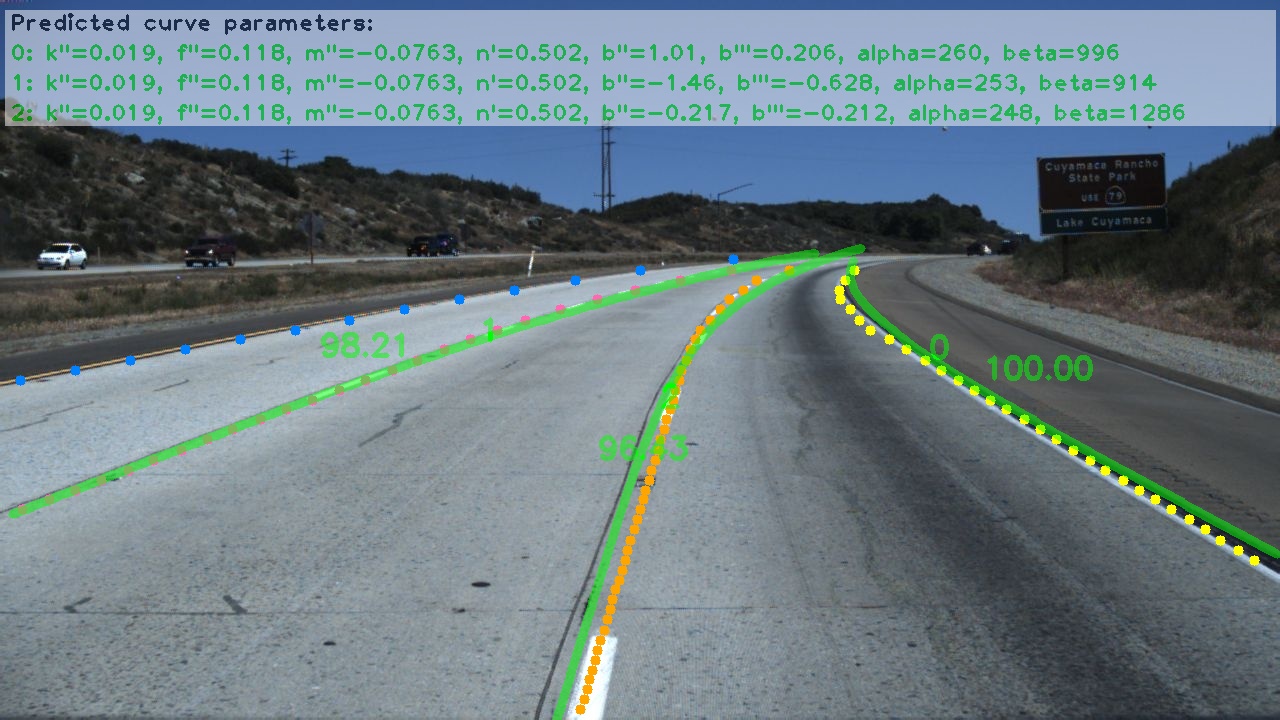 Predicted curve parameters:
0: k''=0.019, f''=0.118, m''=-0.0763, n'=0.502, b''=1.01, b'''=0.206, alpha=260, beta=996
1: k''=0.019, f''=0.118, m''=-0.0763, n'=0.502, b''=-1.46, b'''=-0.628, alpha=253, beta=914
2: k''=0.019, f''=0.118, m''=-0.0763, n'=0.502, b''=-0.217, b'''=-0.212, alpha=248, beta=1286
Cuyamaca Rancho
State Park
USE 79
Lake Cuyamaca
1
98.21
0
100.00